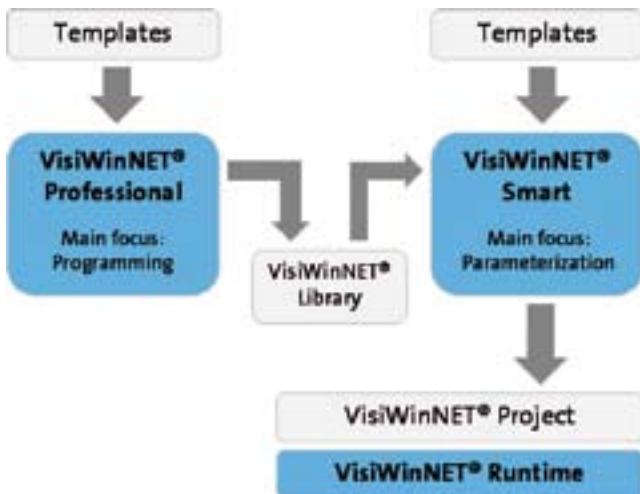 Templates
Templates
VisiWinNET®
Professional
Main focus:
Programming
VisiWinNET®
Smart
Main focus:
Parameterization
VisiWinNET®
Library
VisiWinNET® Project
VisiWinNET® Runtime